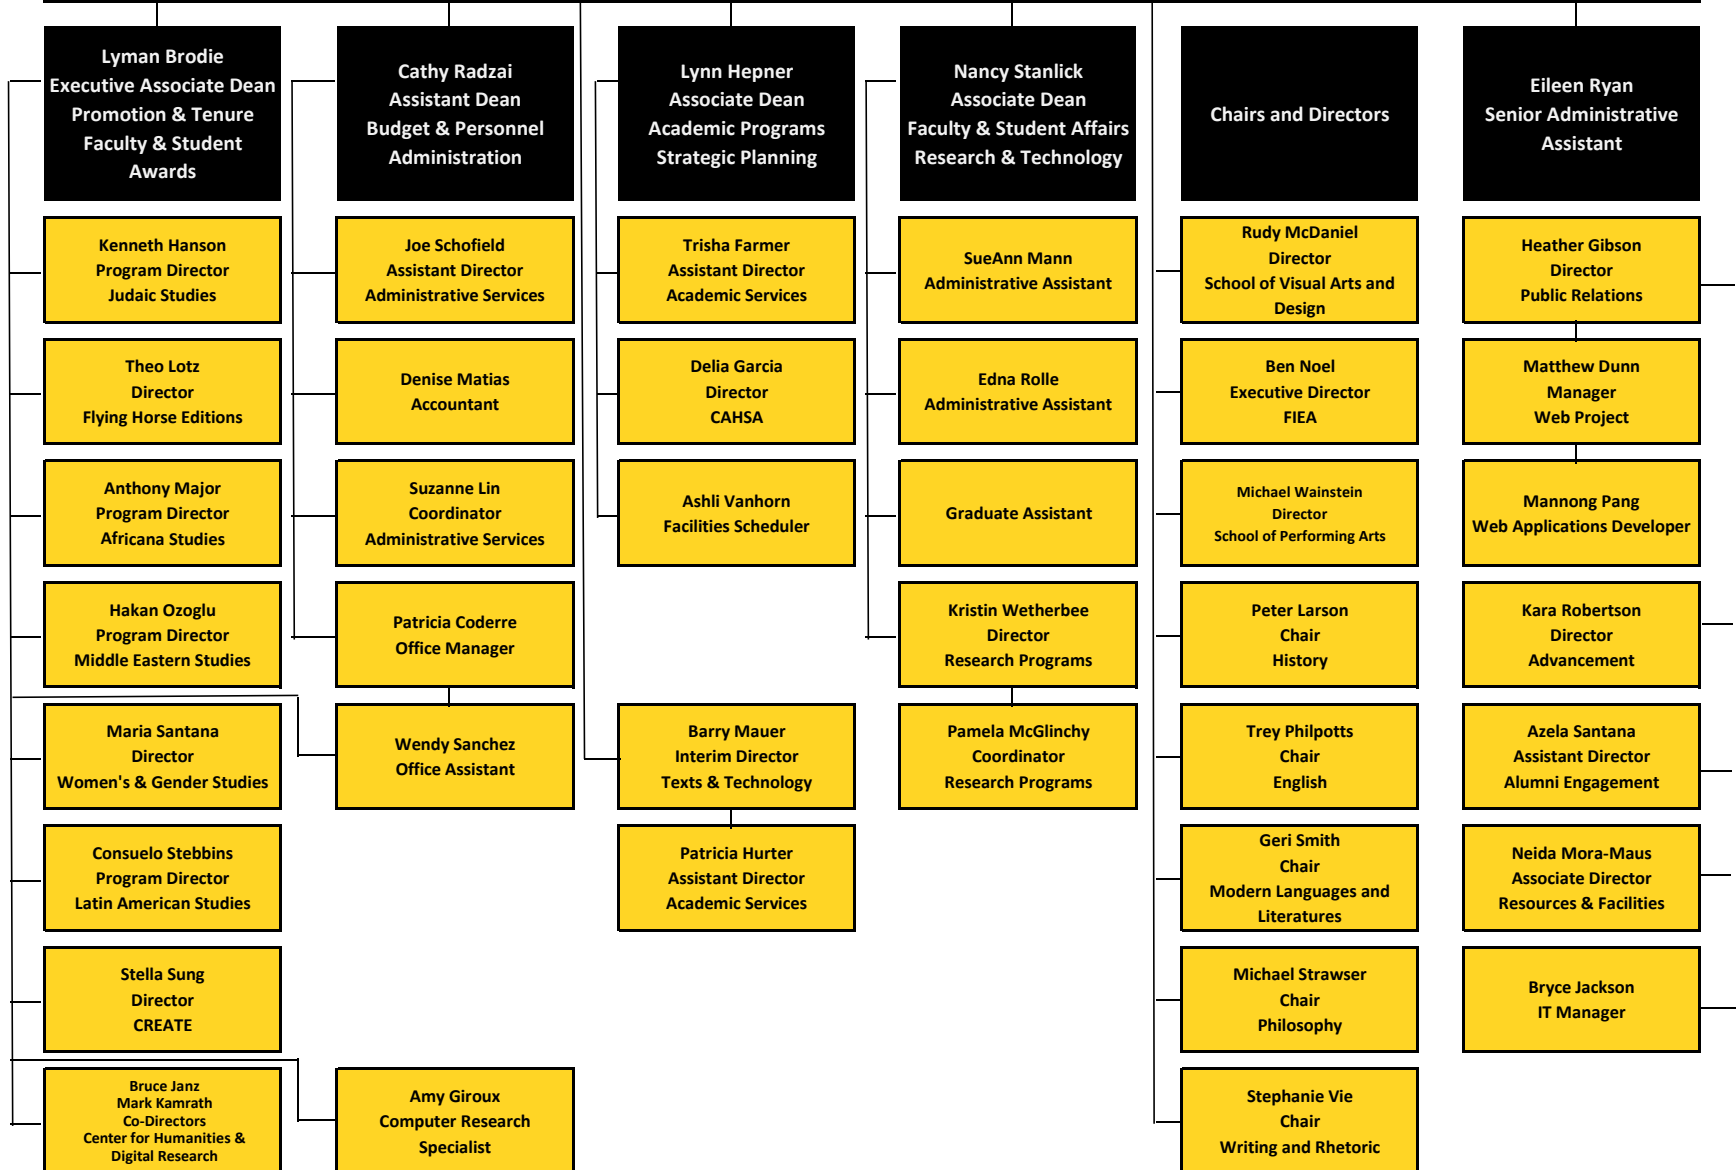 Lyman Brodie
Executive Associate Dean
Promotion & Tenure
Faculty & Student
Awards
Cathy Radzai
Assistant Dean
Budget & Personnel
Administration
Lynn Hepner
Associate Dean
Academic Programs
Strategic Planning
Nancy Stanlick
Associate Dean
Faculty & Student Affairs
Research & Technology
Chairs and Directors
Eileen Ryan
Senior Administrative
Assistant
Kenneth Hanson
Program Director
Judaic Studies
Joe Schofield
Assistant Director
Administrative Services
Trisha Farmer
Assistant Director
Academic Services
SueAnn Mann
Administrative Assistant
Rudy McDaniel
Director
School of Visual Arts and
Design
Heather Gibson
Director
Public Relations
Theo Lotz
Director
Flying Horse Editions
Denise Matias
Accountant
Delia Garcia
Director
CAHSA
Edna Rolle
Administrative Assistant
Ben Noel
Executive Director
FIEA
Matthew Dunn
Manager
Web Project
Anthony Major
Program Director
Africana Studies
Suzanne Lin
Coordinator
Administrative Services
Ashli Vanhorn
Facilities Scheduler
Graduate Assistant
Michael Wainstein
Director
School of Performing Arts
Mannong Pang
Web Applications Developer
Hakan Ozoglu
Program Director
Middle Eastern Studies
Patricia Coderre
Office Manager
Kristin Wetherbee
Director
Research Programs
Peter Larson
Chair
History
Kara Robertson
Director
Advancement
Maria Santana
Director
Women's & Gender Studies
Wendy Sanchez
Office Assistant
Barry Mauer
Interim Director
Texts & Technology
Pamela McGlinchy
Coordinator
Research Programs
Trey Philpotts
Chair
English
Azela Santana
Assistant Director
Alumni Engagement
Consuelo Stebbins
Program Director
Latin American Studies
Patricia Hurter
Assistant Director
Academic Services
Geri Smith
Chair
Modern Languages and
Literatures
Neida Mora-Maus
Associate Director
Resources & Facilities
Stella Sung
Director
CREATE
Michael Strawser
Chair
Philosophy
Bryce Jackson
IT Manager
Bruce Janz
Mark Kamrath
Co-Directors
Center for Humanities &
Digital Research
Amy Giroux
Computer Research
Specialist
Stephanie Vie
Chair
Writing and Rhetoric